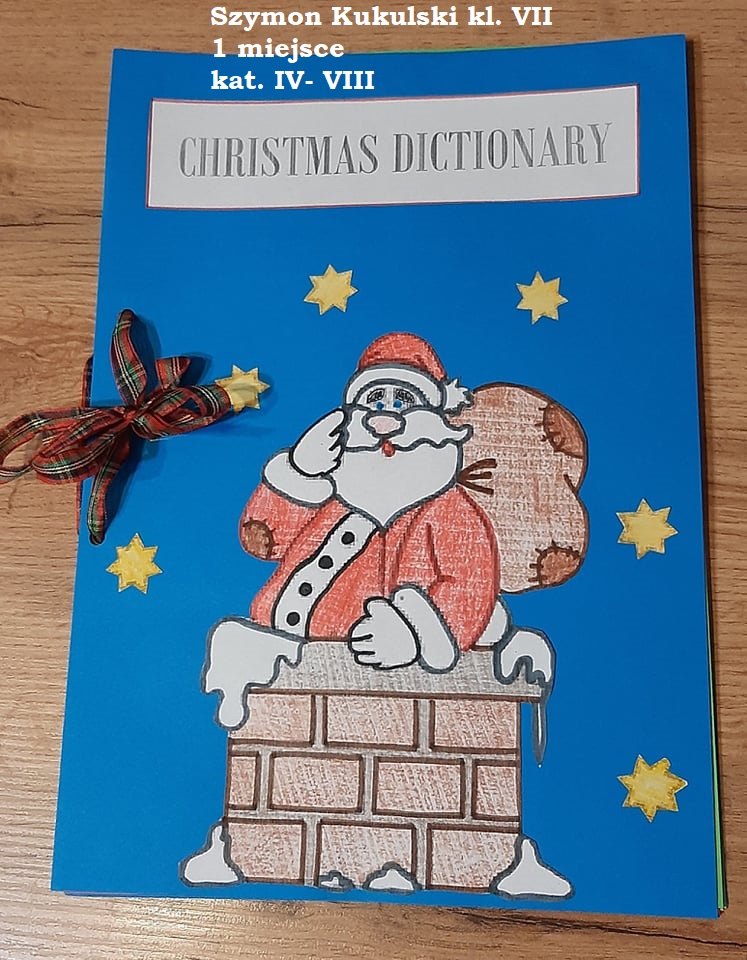 Szymon Kukulski kl. VII
1 miejsce
kat. IV- VIII
CHRISTMAS DICTIONARY